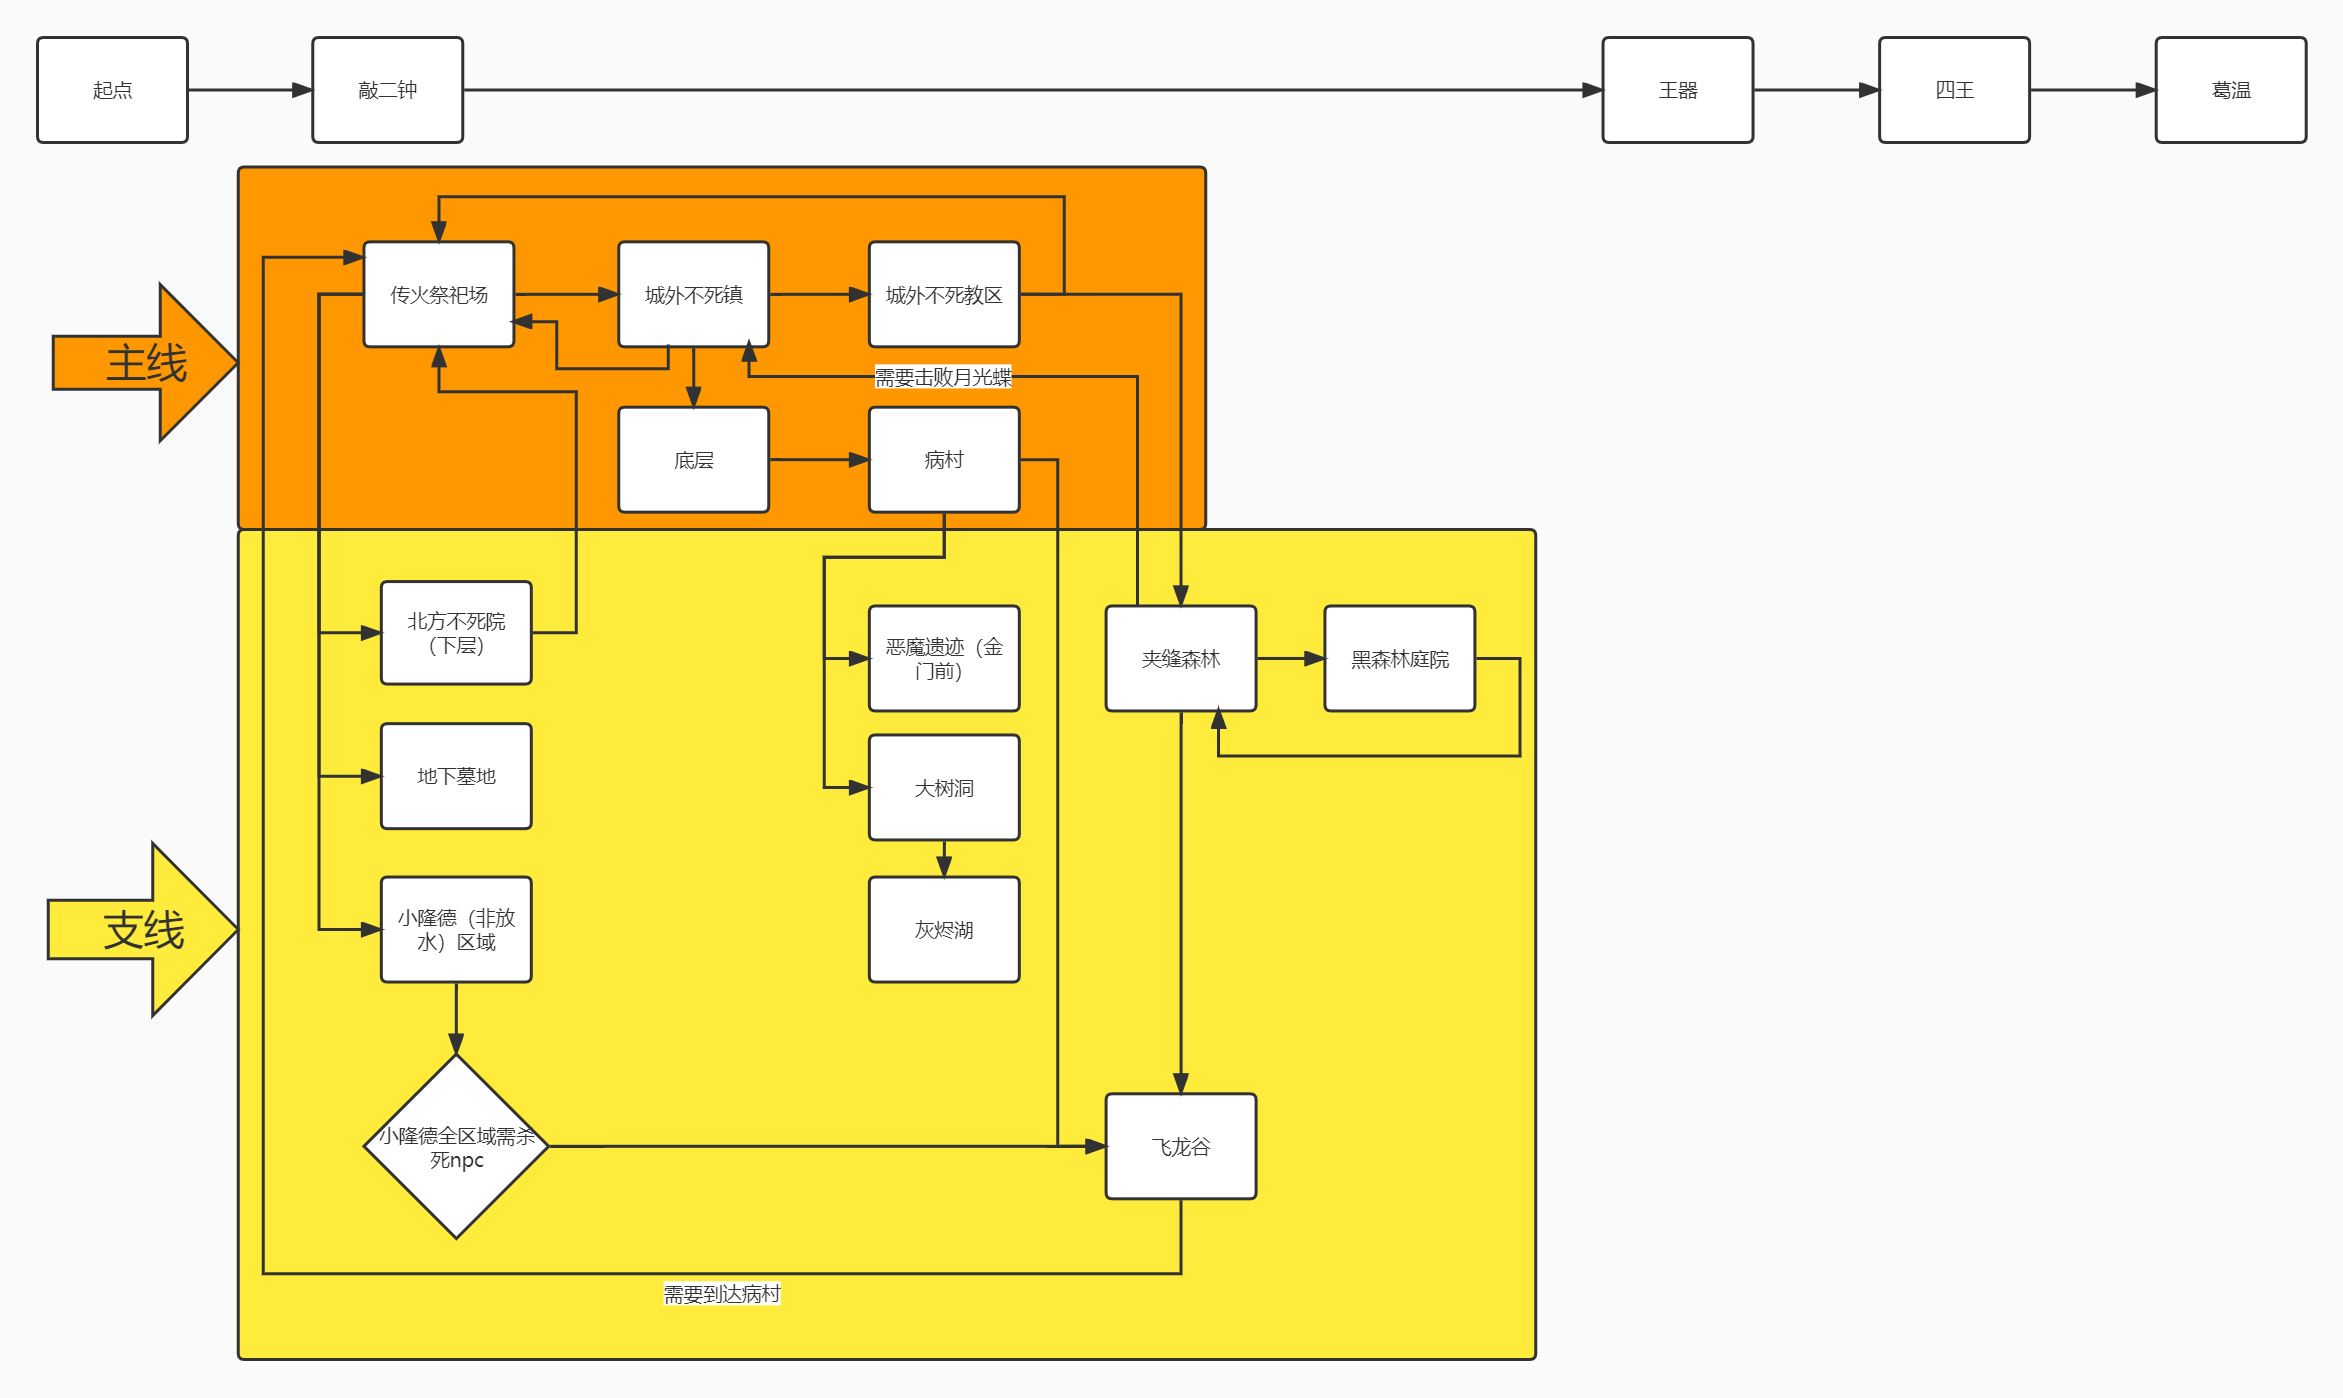 起点
敲二钟
王器
四王
葛温
主线
传火祭祀场
城外不死镇
城外不死教区
需要击败月光蝶
底层
病村
支线
北方不死院
（下层）
地下墓地
小隆德（非放
水）区域
小隆德全区域需杀
死npc
恶魔遗迹（金
门前）
大树洞
灰烬湖
夹缝森林
黑森林庭院
飞龙谷
需要到达病村